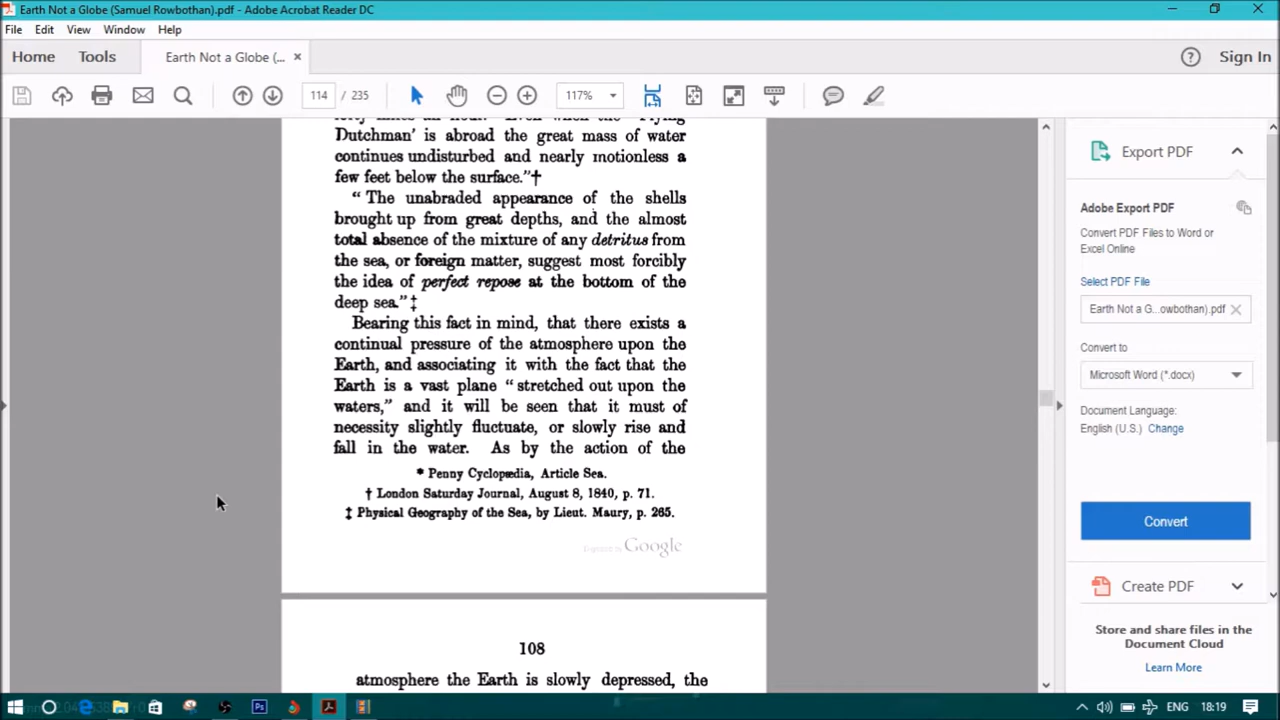 Earth Not a Globe (Samuel Rowbothan).pdf - Adobe Acrobat Reader DC
File Edit View Window Help
Home Tools Earth Not a Globe (... × Sign In
114 / 235 117%
Dutchman' is abroad the great mass of water
continues undisturbed and nearly motionless a
few feet below the surface."†
" The unabraded appearance of the shells
brought up from great depths, and the almost
total absence of the mixture of any detritus from
the sea, or foreign matter, suggest most forcibly
the idea of perfect repose at the bottom of the
deep sea." ‡
Bearing this fact in mind, that there exists a
continual pressure of the atmosphere upon the
Earth, and associating it with the fact that the
Earth is a vast plane " stretched out upon the
waters," and it will be seen that it must of
necessity slightly fluctuate, or slowly rise and
fall in the water. As by the action of the
* Penny Cyclopædia, Article Sea.
† London Saturday Journal, August 8, 1840, p. 71.
‡ Physical Geography of the Sea, by Lieut. Maury, p. 265.
Google
108
atmosphere the Earth is slowly depressed, the
Export PDF
Adobe Export PDF
Convert PDF Files to Word or
Excel Online
Select PDF File
Earth Not a G...owbothan).pdf
Convert to
Microsoft Word (*.docx)
Document Language:
English (U.S.) Change
Convert
Create PDF
Store and share files in the
Document Cloud
Learn More
ENG 18:19